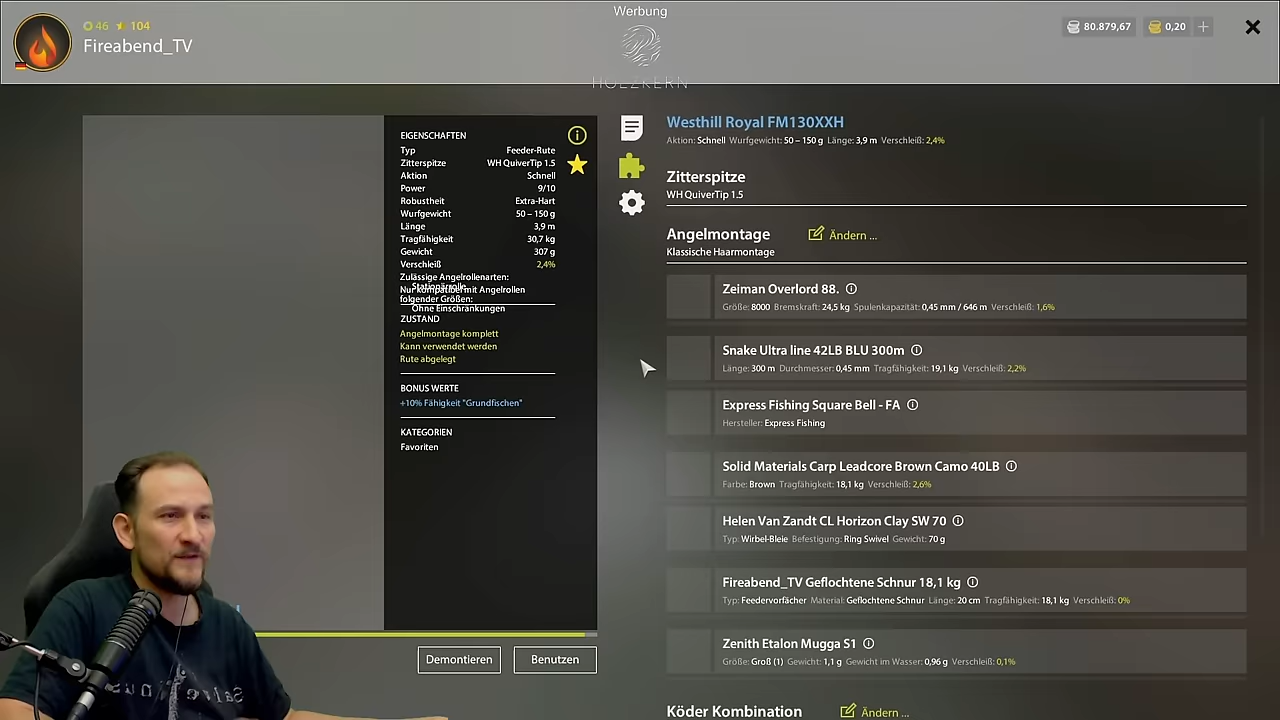 Werbung
46 104
Fireabend_TV
HOLZKERN
80.879,67
0,20
EIGENSCHAFTEN
Typ Feeder-Rute
Zitterspitze WH QuiverTip 1.5
Aktion Schnell
Power 9/10
Robustheit Extra-Hart
Wurfgewicht 50 – 150 g
Länge 3,9 m
Tragfähigkeit 30,7 kg
Gewicht 307 g
Verschleiß 2,4%
Zulässige Angelrollenarten:
Stationärrolle
Nur kompatibel mit Angelrollen
folgender Größen:
Ohne Einschränkungen
ZUSTAND
Angelmontage komplett
Kann verwendet werden
Rute abgelegt
BONUS WERTE
+10% Fähigkeit "Grundfischen"
KATEGORIEN
Favoriten
Demontieren
Benutzen
Westhill Royal FM130XXH
Aktion: Schnell Wurfgewicht: 50 – 150 g Länge: 3,9 m Verschleiß: 2,4%
Zitterspitze
WH QuiverTip 1.5
Angelmontage Ändern ...
Klassische Haarmontage
Zeiman Overlord 88.
Größe: 8000 Bremskraft: 24,5 kg Spulenkapazität: 0,45 mm / 646 m Verschleiß: 1,6%
Snake Ultra line 42LB BLU 300m
Länge: 300 m Durchmesser: 0,45 mm Tragfähigkeit: 19,1 kg Verschleiß: 2,2%
Express Fishing Square Bell - FA
Hersteller: Express Fishing
Solid Materials Carp Leadcore Brown Camo 40LB
Farbe: Brown Tragfähigkeit: 18,1 kg Verschleiß: 2,6%
Helen Van Zandt CL Horizon Clay SW 70
Typ: Wirbel-Bleie Befestigung: Ring Swivel Gewicht: 70 g
Fireabend_TV Geflochtene Schnur 18,1 kg
Typ: Feedervorfächer Material: Geflochtene Schnur Länge: 20 cm Tragfähigkeit: 18,1 kg Verschleiß: 0%
Zenith Etalon Mugga S1
Größe: Groß (1) Gewicht: 1,1 g Gewicht im Wasser: 0,96 g Verschleiß: 0,1%
Köder Kombination Ändern ...